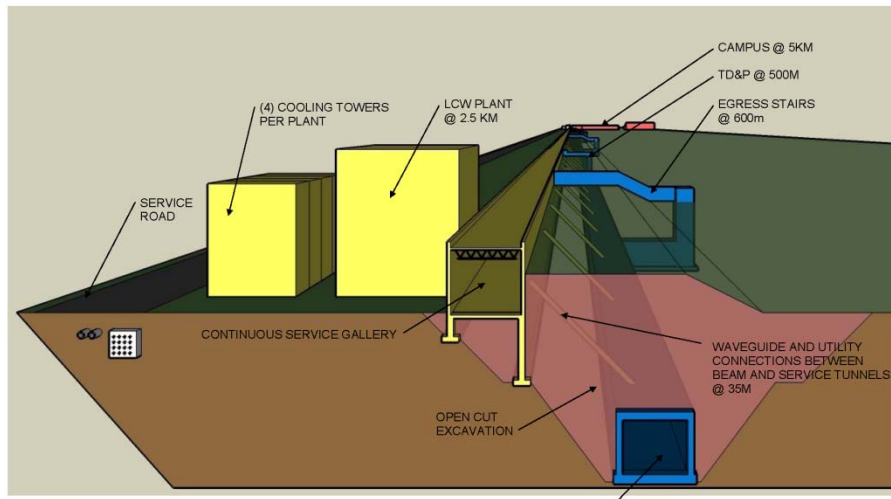 CAMPUS @ 5KM
TD&P @ 500M
EGRESS STAIRS
@ 600m
(4) COOLING TOWERS
PER PLANT
LCW PLANT
@ 2.5 KM
SERVICE
ROAD
CONTINUOUS SERVICE GALLERY
WAVEGUIDE AND UTILITY
CONNECTIONS BETWEEN
BEAM AND SERVICE TUNNELS
@ 35M
OPEN CUT
EXCAVATION